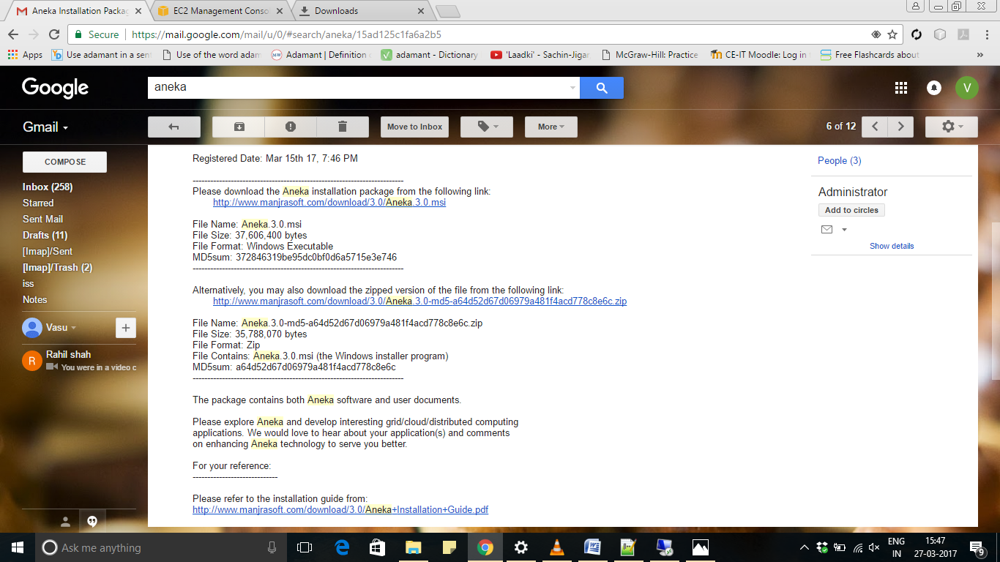 Aneka Installation Packag
EC2 Management Conso
Downloads
Secure
https://mail.google.com/mail/u/0/#search/aneka/15ad125c1fa6a2b5
Apps
Use adamant in a sen
Use of the word adam
M-W
Adamant | Definition
adamant - Dictionary
'Laadki' - Sachin-Jigar
McGraw-Hill: Practice
CE-IT Moodle: Log in
Free Flashcards about
»
Google
aneka
V
Gmail
Move to Inbox
More
6 of 12
COMPOSE
Inbox (258)
Starred
Sent Mail
Drafts (11)
[Imap]/Sent
[Imap]/Trash (2)
iss
Notes
Vasu
+
R
Rahil shah
You were in a video c
Registered Date: Mar 15th 17, 7:46 PM
------------------------------------------------------------------------
Please download the Aneka installation package from the following link:
http://www.manjrasoft.com/download/3.0/Aneka.3.0.msi
File Name: Aneka.3.0.msi
File Size: 37,606,400 bytes
File Format: Windows Executable
MD5sum: 372846319be95dc0bf0d6a5715e3e746
------------------------------------------------------------------------
Alternatively, you may also download the zipped version of the file from the following link:
http://www.manjrasoft.com/download/3.0/Aneka.3.0-md5-a64d52d67d06979a481f4acd778c8e6c.zip
File Name: Aneka.3.0-md5-a64d52d67d06979a481f4acd778c8e6c.zip
File Size: 35,788,070 bytes
File Format: Zip
File Contains: Aneka.3.0.msi (the Windows installer program)
MD5sum: a64d52d67d06979a481f4acd778c8e6c
------------------------------------------------------------------------
The package contains both Aneka software and user documents.
Please explore Aneka and develop interesting grid/cloud/distributed computing
applications. We would love to hear about your application(s) and comments
on enhancing Aneka technology to serve you better.
For your reference:
-----------------------------
Please refer to the installation guide from:
http://www.manjrasoft.com/download/3.0/Aneka+Installation+Guide.pdf
People (3)
Administrator
Add to circles
Show details
Ask me anything
ENG
IN
15:47
27-03-2017
9